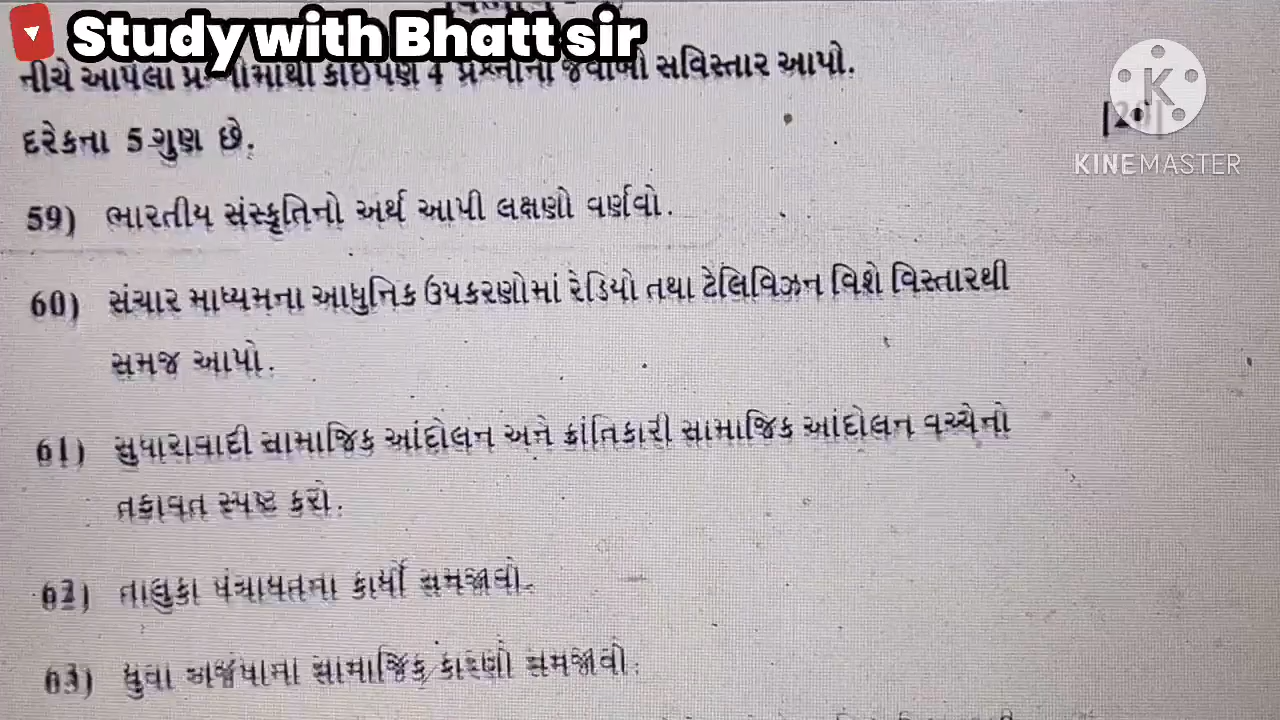 Study with Bhatt sir
નીચે આપેલા પ્રશ્નોમાંથી કોઈપણ 4 પ્રશ્નોના જવાબો સવિસ્તાર આપો.
દરેકના 5 ગુણ છે.
KINEMASTER
59) ભારતીય સંસ્કૃતિનો અર્થ આપી લક્ષણો વર્ણવો.
60) સંચાર માધ્યમના આધુનિક ઉપકરણોમાં રેડિયો તથા ટેલિવિઝન વિશે વિસ્તારથી
સમજ આપો.
61) સુધારાવાદી સામાજિક આંદોલન અને ક્રાંતિકારી સામાજિક આંદોલન વચ્ચેનો
તફાવત સ્પષ્ટ કરો.
62) તાલુકા પંચાયતના કાર્યો સમજાવો.
63) યુવા અજંપાના સામાજિક કારણો સમજાવો.